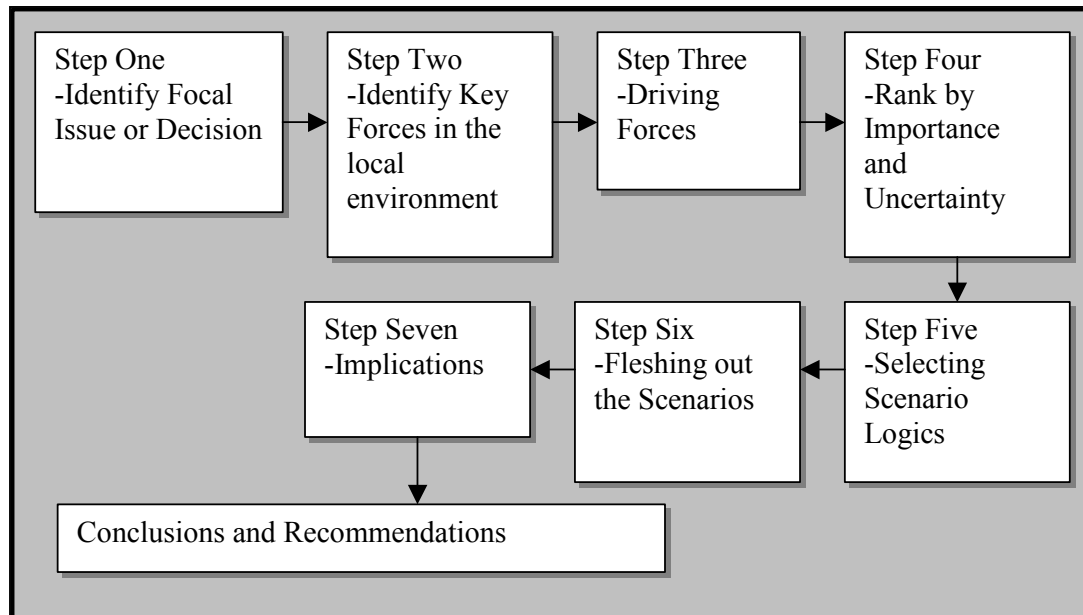 Step One
-Identify Focal
Issue or Decision
Step Two
-Identify Key
Forces in the
local
environment
Step Three
-Driving
Forces
Step Four
-Rank by
Importance
and
Uncertainty
Step Five
-Selecting
Scenario
Logics
Step Six
-Fleshing out
the Scenarios
Step Seven
-Implications
Conclusions and Recommendations